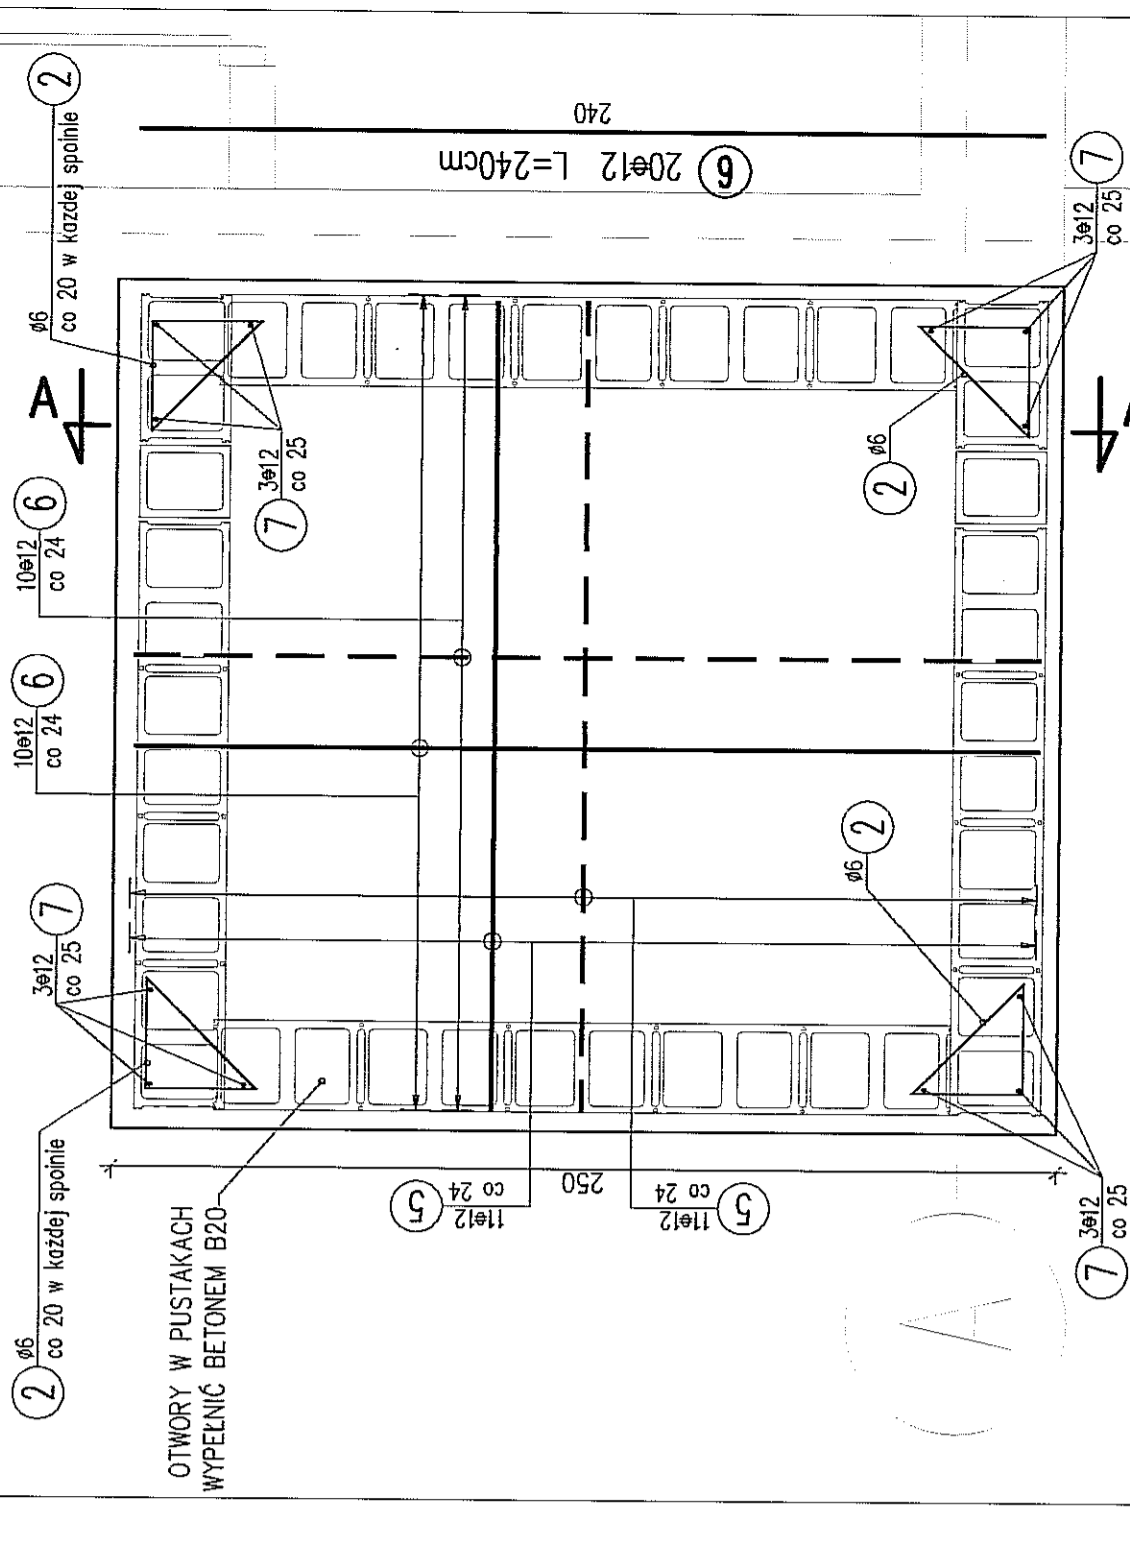 2
ø6
co 20 w każdej spoinie
OTWORY W PUSTAKACH
WYPEŁNIĆ BETONEM B20
7
3ø12
co 25
6
10ø12
co 24
6
10ø12
co 24
A
2
ø6
co 20 w kazdej spoinie
7
3ø12
co 25
240
6
20ø12 L=240cm
7
3ø12
co 25
2
ø6
2
ø6
5
11ø12
co 24
250
5
11ø12
co 24
7
3ø12
co 25
A